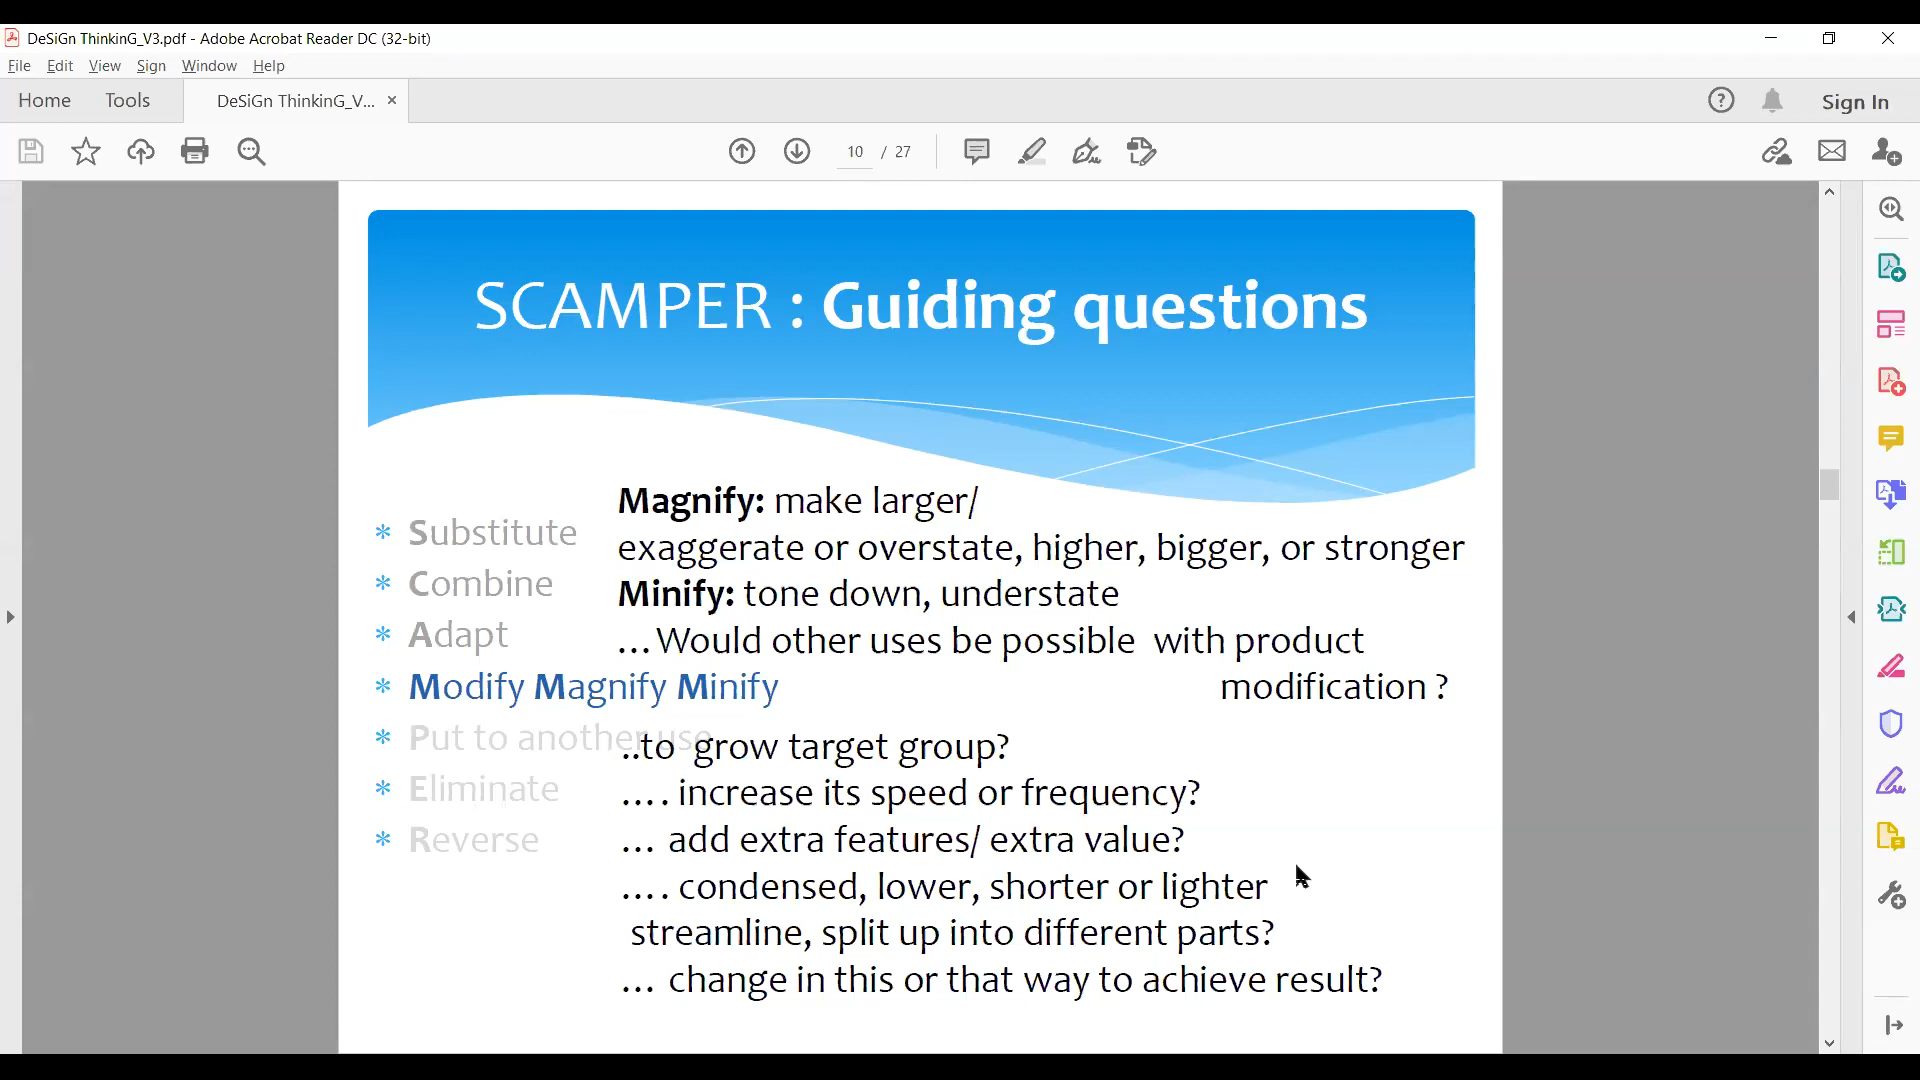 DeSiGn ThinkinG_V3.pdf - Adobe Acrobat Reader DC (32-bit)
File Edit View Sign Window Help
Home Tools DeSiGn ThinkinG_V... × Sign In
10 / 27
SCAMPER : Guiding questions
* Substitute
* Combine
* Adapt
* Modify Magnify Minify
* Put to another use
* Eliminate
* Reverse
Magnify: make larger/
exaggerate or overstate, higher, bigger, or stronger
Minify: tone down, understate
...Would other uses be possible with product
modification ?
..to grow target group?
.... increase its speed or frequency?
... add extra features/ extra value?
.... condensed, lower, shorter or lighter
streamline, split up into different parts?
... change in this or that way to achieve result?